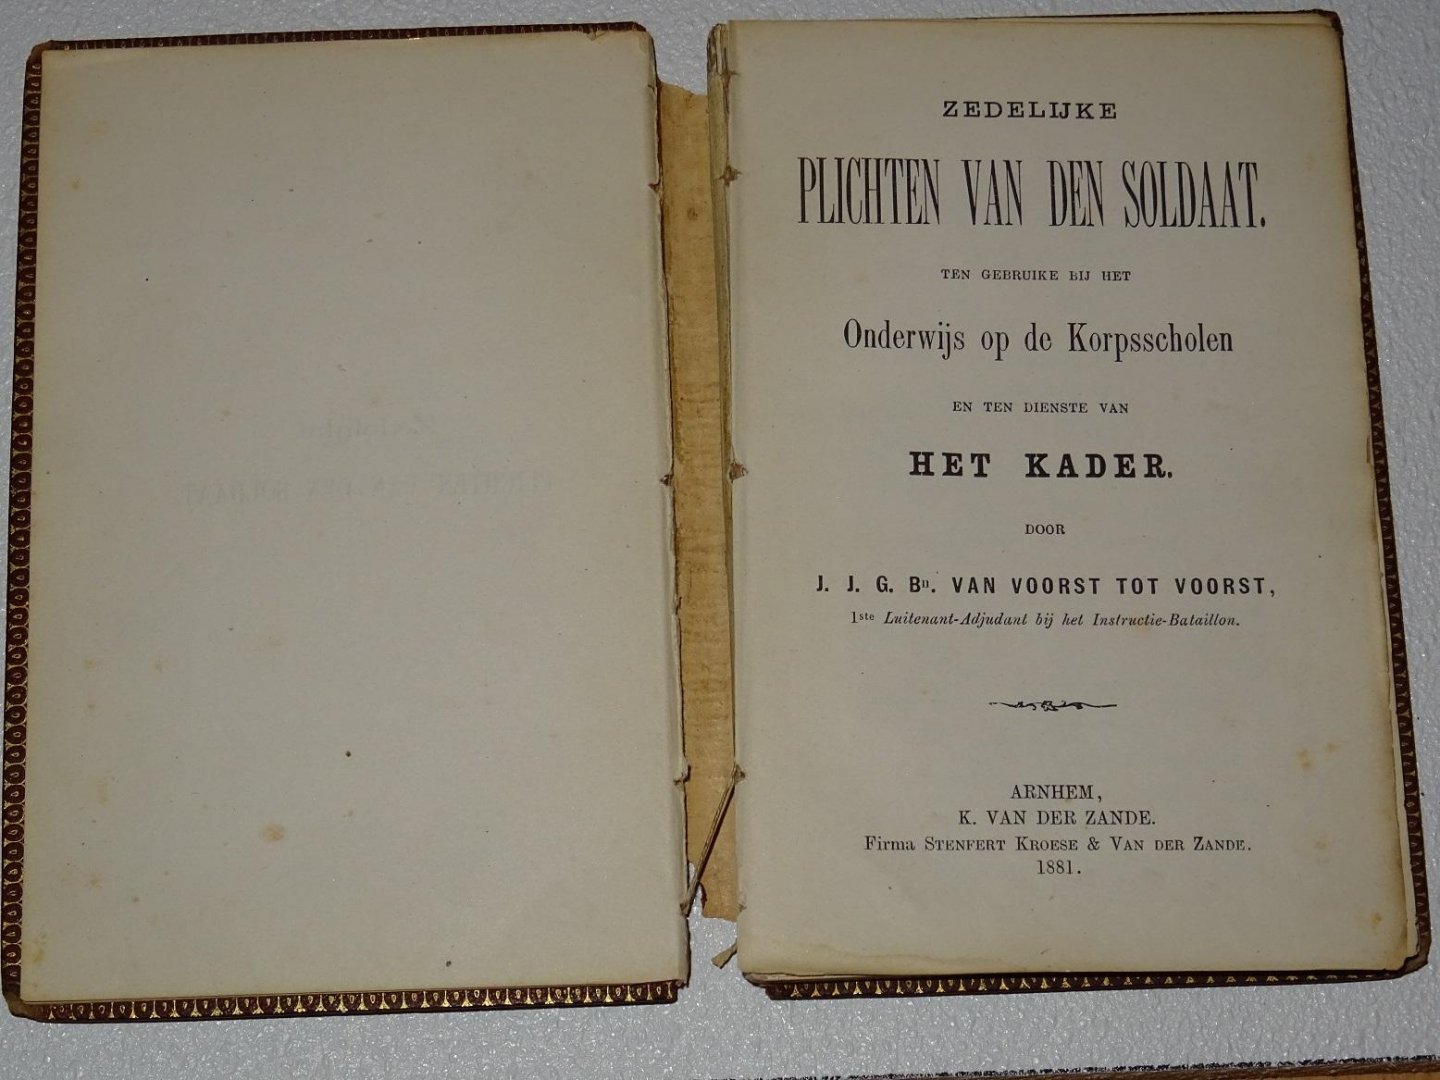 ZEDELIJKE
PLICHTEN VAN DEN SOLDAAT.
TEN GEBRUIKE BIJ HET
Onderwijs op de Korpsscholen
EN TEN DIENSTE VAN
HET KADER.
DOOR
J. J. G. Bn. VAN VOORST TOT VOORST,
1ste Luitenant-Adjudant bij het Instructie-Bataillon.
ARNHEM,
K. VAN DER ZANDE.
Firma STENFERT KROESE & VAN DER ZANDE.
1881.